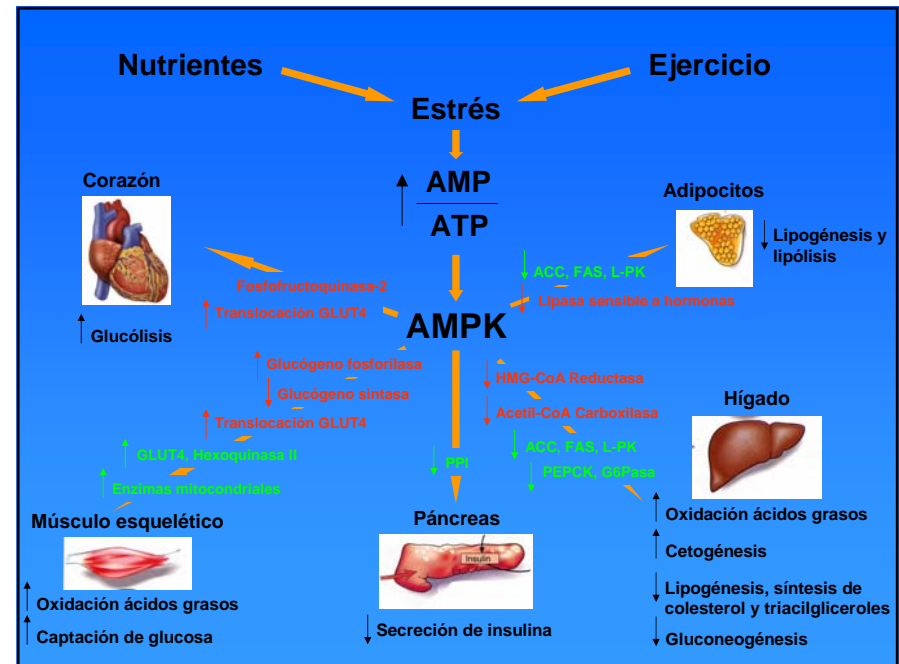 Nutrientes
Ejercicio
Estrés
AMP
ATP
Corazón
Adipocitos
Lipogénesis y
lipólisis
ACC, FAS, L-PK
Lipasa sensible a hormonas
Fosfofructoquinasa-2
Translocación GLUT4
Glucólisis
AMPK
Glucógeno fosforilasa
Glucógeno sintasa
Translocación GLUT4
GLUT4, Hexoquinasa II
Enzimas mitocondriales
HMG-CoA Reductasa
Acetil-CoA Carboxilasa
ACC, FAS, L-PK
PEPCK, G6Pasa
PPI
Hígado
Oxidación ácidos grasos
Cetogénesis
Lipogénesis, síntesis de
colesterol y triacilgliceroles
Gluconeogénesis
Músculo esquelético
Oxidación ácidos grasos
Captación de glucosa
Páncreas
Insulin
Secreción de insulina